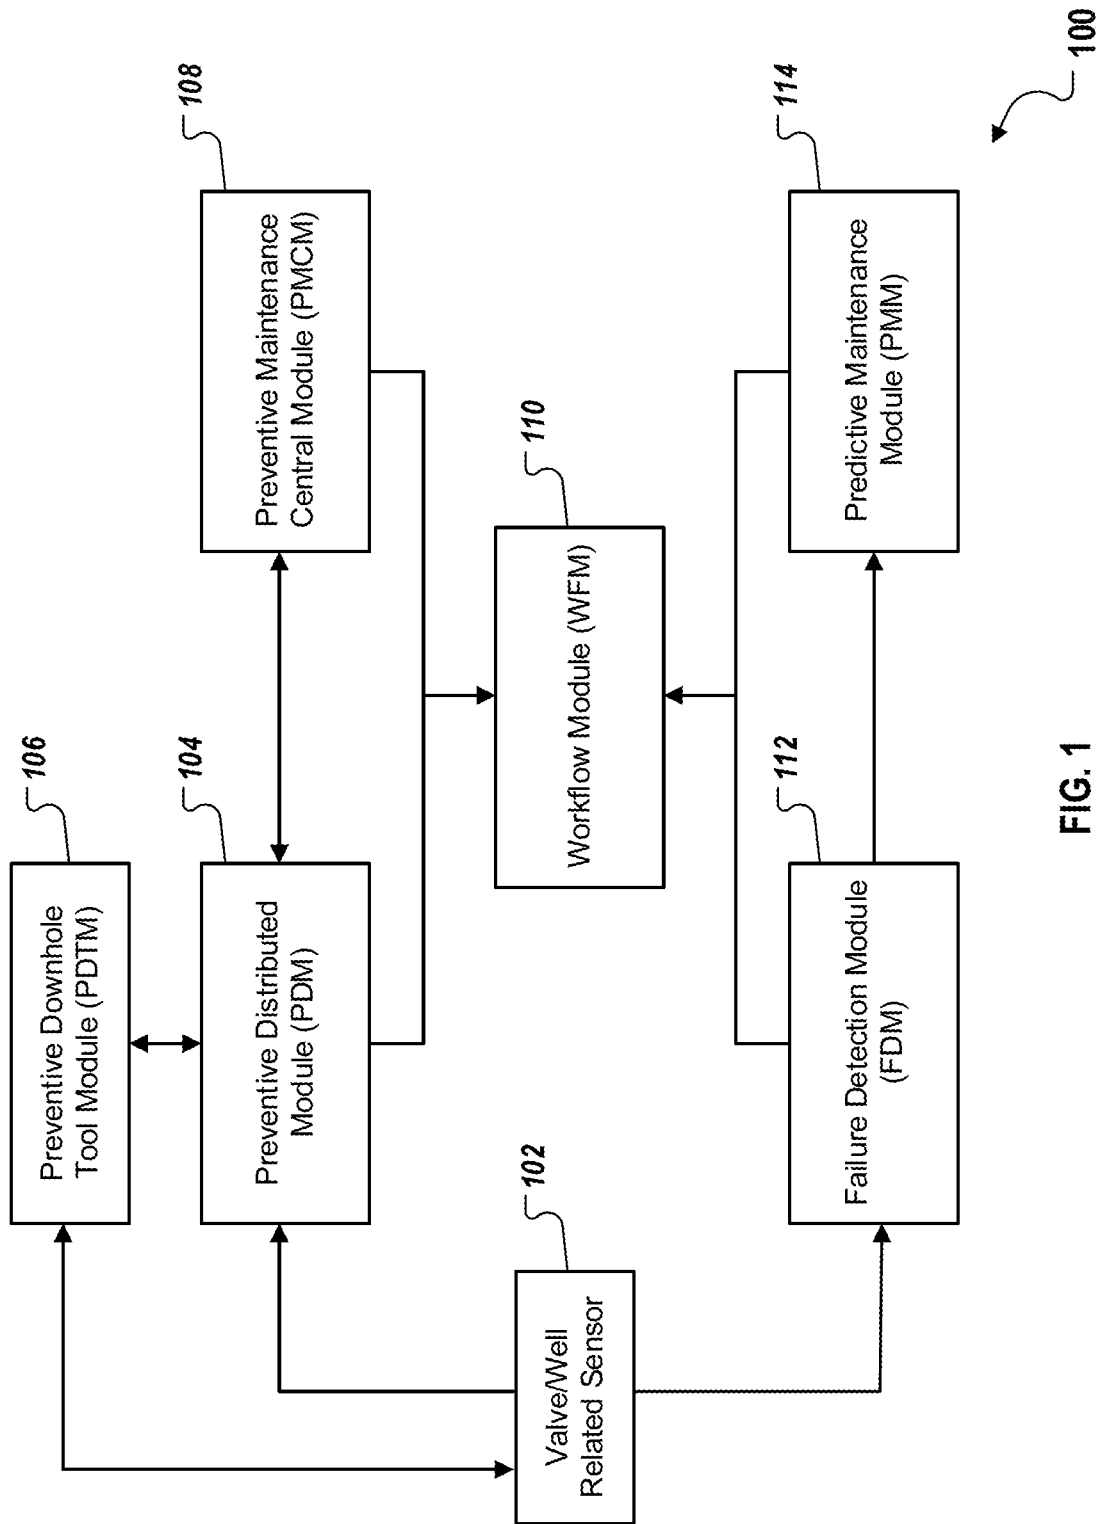 106
Preventive Downhole
Tool Module (PDTM)
104
Preventive Distributed
Module (PDM)
108
Preventive Maintenance
Central Module (PMCM)
102
Valve/Well
Related Sensor
110
Workflow Module (WFM)
112
Failure Detection Module
(FDM)
114
Predictive Maintenance
Module (PMM)
100
FIG. 1